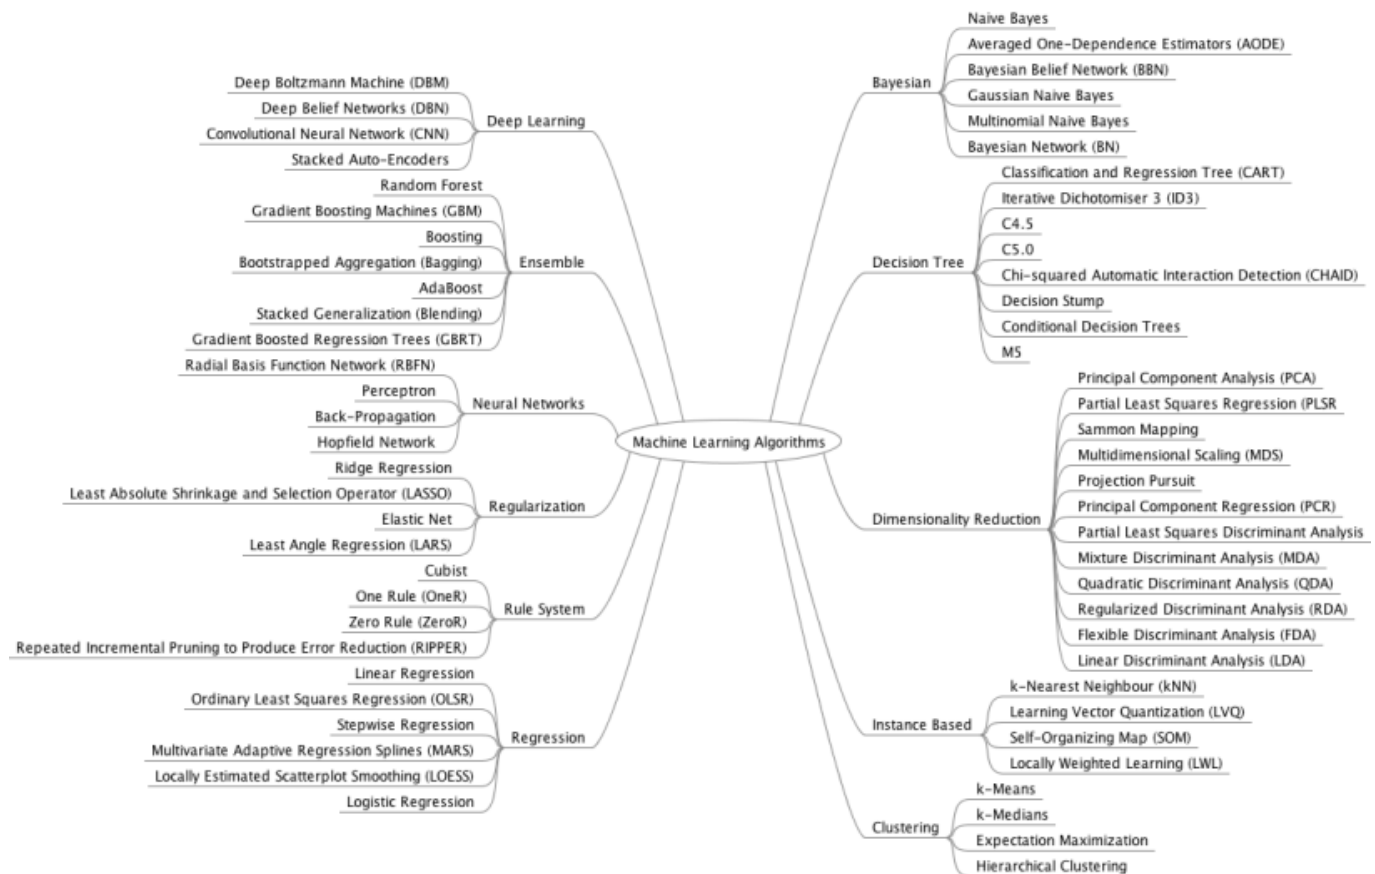 Machine Learning Algorithms
Deep Learning
Deep Boltzmann Machine (DBM)
Deep Belief Networks (DBN)
Convolutional Neural Network (CNN)
Stacked Auto-Encoders
Ensemble
Random Forest
Gradient Boosting Machines (GBM)
Boosting
Bootstrapped Aggregation (Bagging)
AdaBoost
Stacked Generalization (Blending)
Gradient Boosted Regression Trees (GBRT)
Neural Networks
Radial Basis Function Network (RBFN)
Perceptron
Back-Propagation
Hopfield Network
Regularization
Ridge Regression
Least Absolute Shrinkage and Selection Operator (LASSO)
Elastic Net
Least Angle Regression (LARS)
Rule System
Cubist
One Rule (OneR)
Zero Rule (ZeroR)
Repeated Incremental Pruning to Produce Error Reduction (RIPPER)
Regression
Linear Regression
Ordinary Least Squares Regression (OLSR)
Stepwise Regression
Multivariate Adaptive Regression Splines (MARS)
Locally Estimated Scatterplot Smoothing (LOESS)
Logistic Regression
Bayesian
Naive Bayes
Averaged One-Dependence Estimators (AODE)
Bayesian Belief Network (BBN)
Gaussian Naive Bayes
Multinomial Naive Bayes
Bayesian Network (BN)
Decision Tree
Classification and Regression Tree (CART)
Iterative Dichotomiser 3 (ID3)
C4.5
C5.0
Chi-squared Automatic Interaction Detection (CHAID)
Decision Stump
Conditional Decision Trees
M5
Dimensionality Reduction
Principal Component Analysis (PCA)
Partial Least Squares Regression (PLSR
Sammon Mapping
Multidimensional Scaling (MDS)
Projection Pursuit
Principal Component Regression (PCR)
Partial Least Squares Discriminant Analysis
Mixture Discriminant Analysis (MDA)
Quadratic Discriminant Analysis (QDA)
Regularized Discriminant Analysis (RDA)
Flexible Discriminant Analysis (FDA)
Linear Discriminant Analysis (LDA)
Instance Based
k-Nearest Neighbour (kNN)
Learning Vector Quantization (LVQ)
Self-Organizing Map (SOM)
Locally Weighted Learning (LWL)
Clustering
k-Means
k-Medians
Expectation Maximization
Hierarchical Clustering